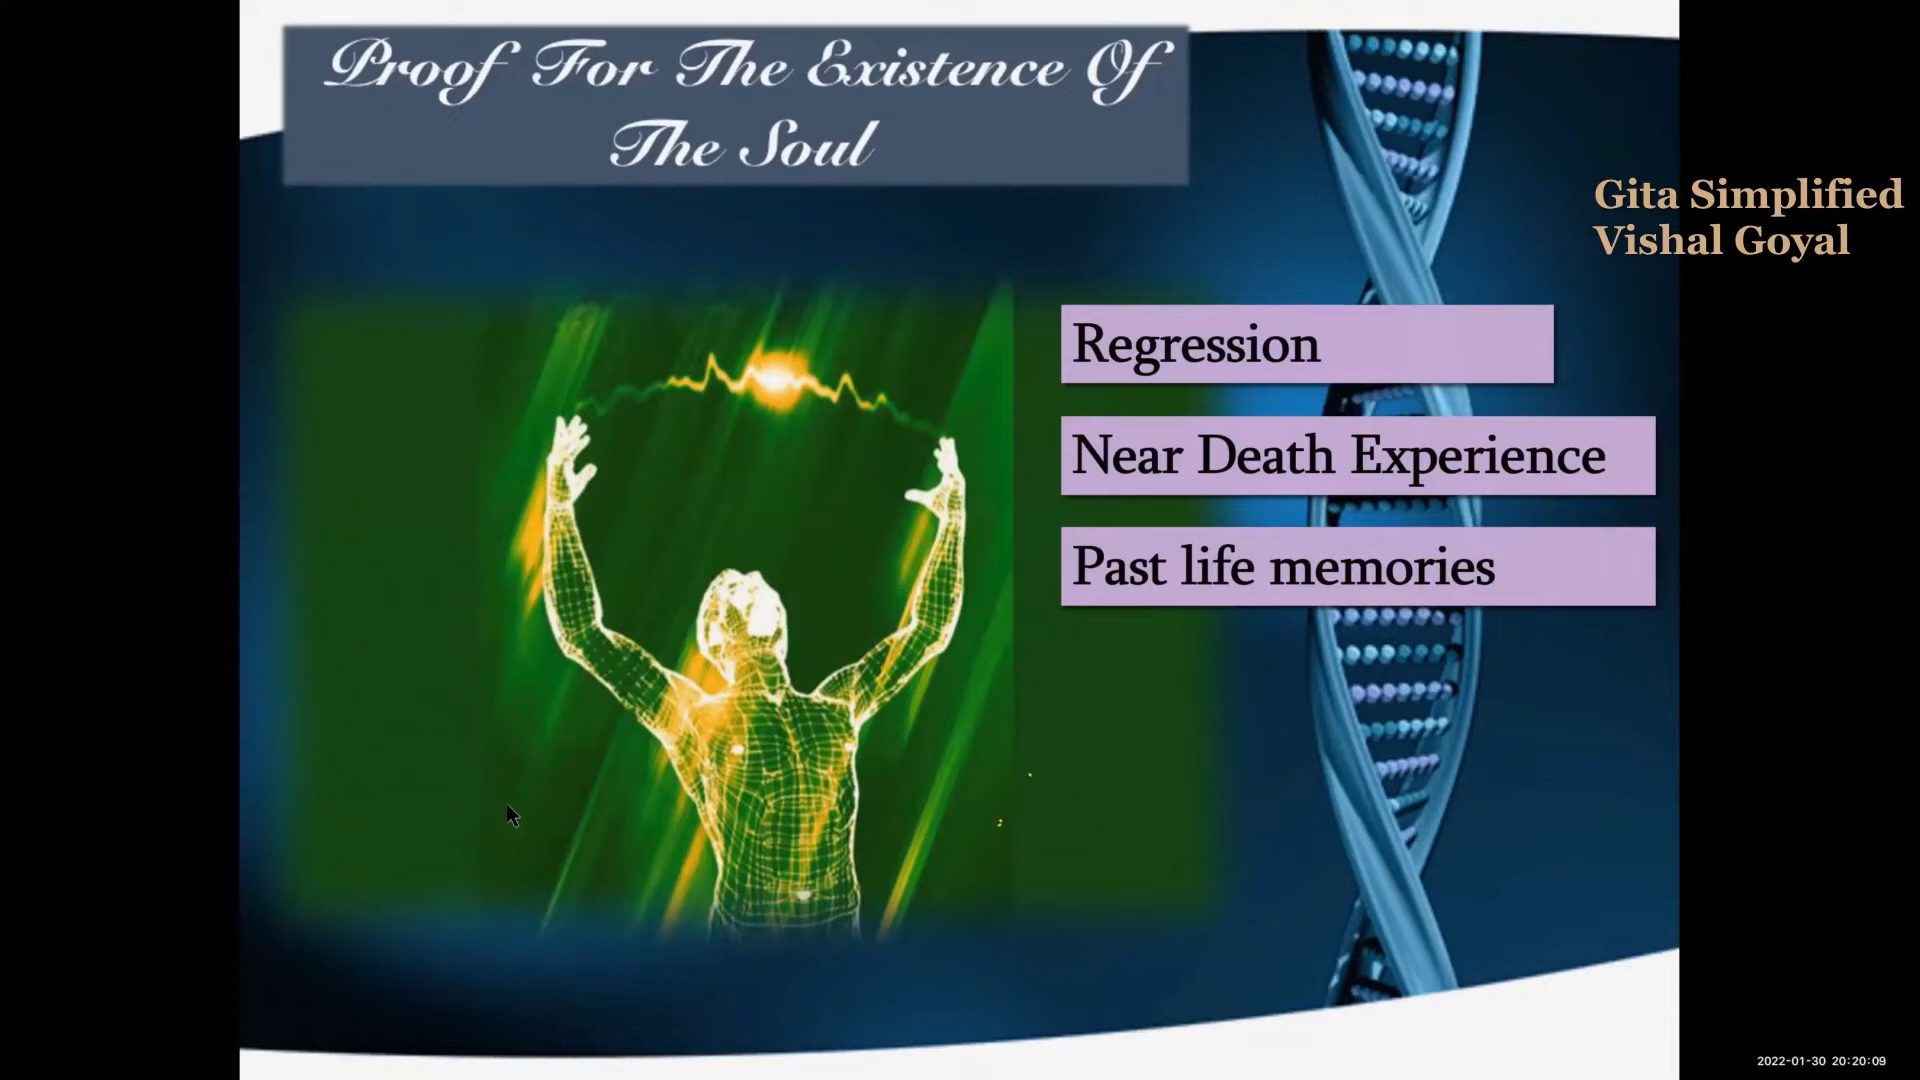 Proof For The Existence Of
The Soul
Gita Simplified
Vishal Goyal
Regression
Near Death Experience
Past life memories
2022-01-30 20:20:09